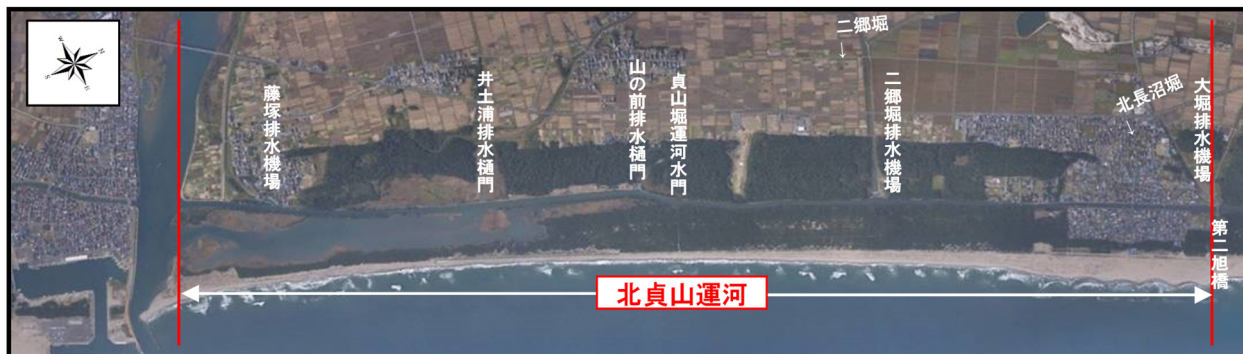 藤塚排水機場
井土浦排水樋門
山の前排水樋門
貞山堀運河水門
二郷堀
↓
二郷堀排水機場
北長沼堀
↓
大堀排水機場
第二旭橋
北貞山運河